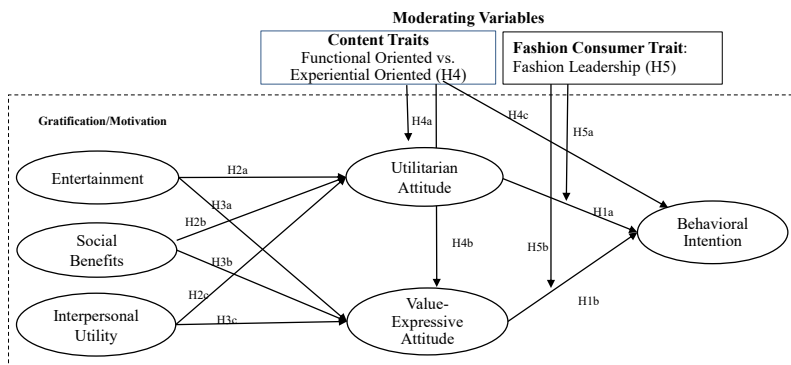 Moderating Variables
Content Traits
Functional Oriented vs.
Experiential Oriented (H4)
Fashion Consumer Trait:
Fashion Leadership (H5)
Gratification/Motivation
H4a
H4c
H5a
Entertainment
H2a
Utilitarian
Attitude
H3a
H2b
H1a
Social
Benefits
H3b
H4b
H5b
Behavioral
Intention
H2c
Interpersonal
Utility
H3c
Value-
Expressive
Attitude
H1b